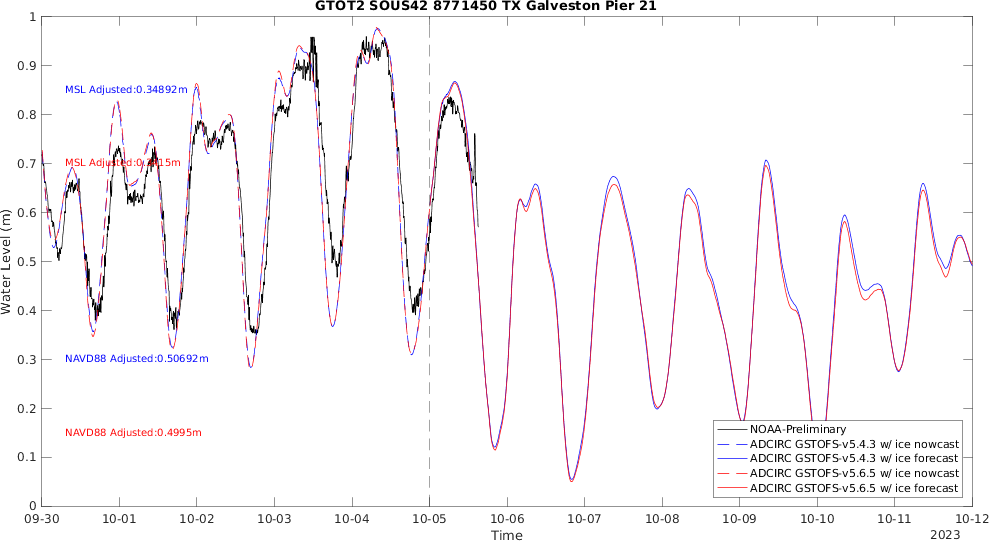 GTOT2 SOUS42 8771450 TX Galveston Pier 21
Water Level (m)
1
0.9
0.8
0.7
0.6
0.5
0.4
0.3
0.2
0.1
0
MSL Adjusted:0.34892m
MSL
NAVD88 Adjusted:0.50692m
NAVD88 Adjusted:0.4995m
NOAA-Preliminary
ADCIRC GSTOFS-v5.4.3 w/ ice nowcast
ADCIRC GSTOFS-v5.4.3 w/ ice forecast
ADCIRC GSTOFS-v5.6.5 w/ ice nowcast
ADCIRC GSTOFS-v5.6.5 w/ ice forecast
09-30 10-01 10-02 10-03 10-04 10-05 10-06 10-07 10-08 10-09 10-10 10-11 10-12
Time
2023